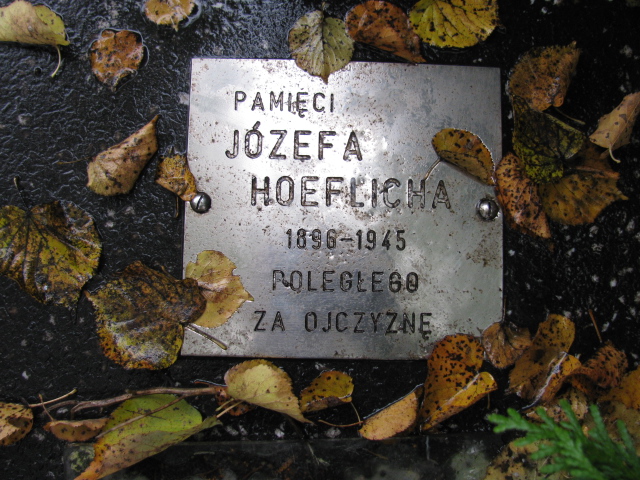 PAMIĘCI
JÓZEFA
HOEFLICHA
1896-1945
POLEGŁEGO
ZA OJCZYZNĘ